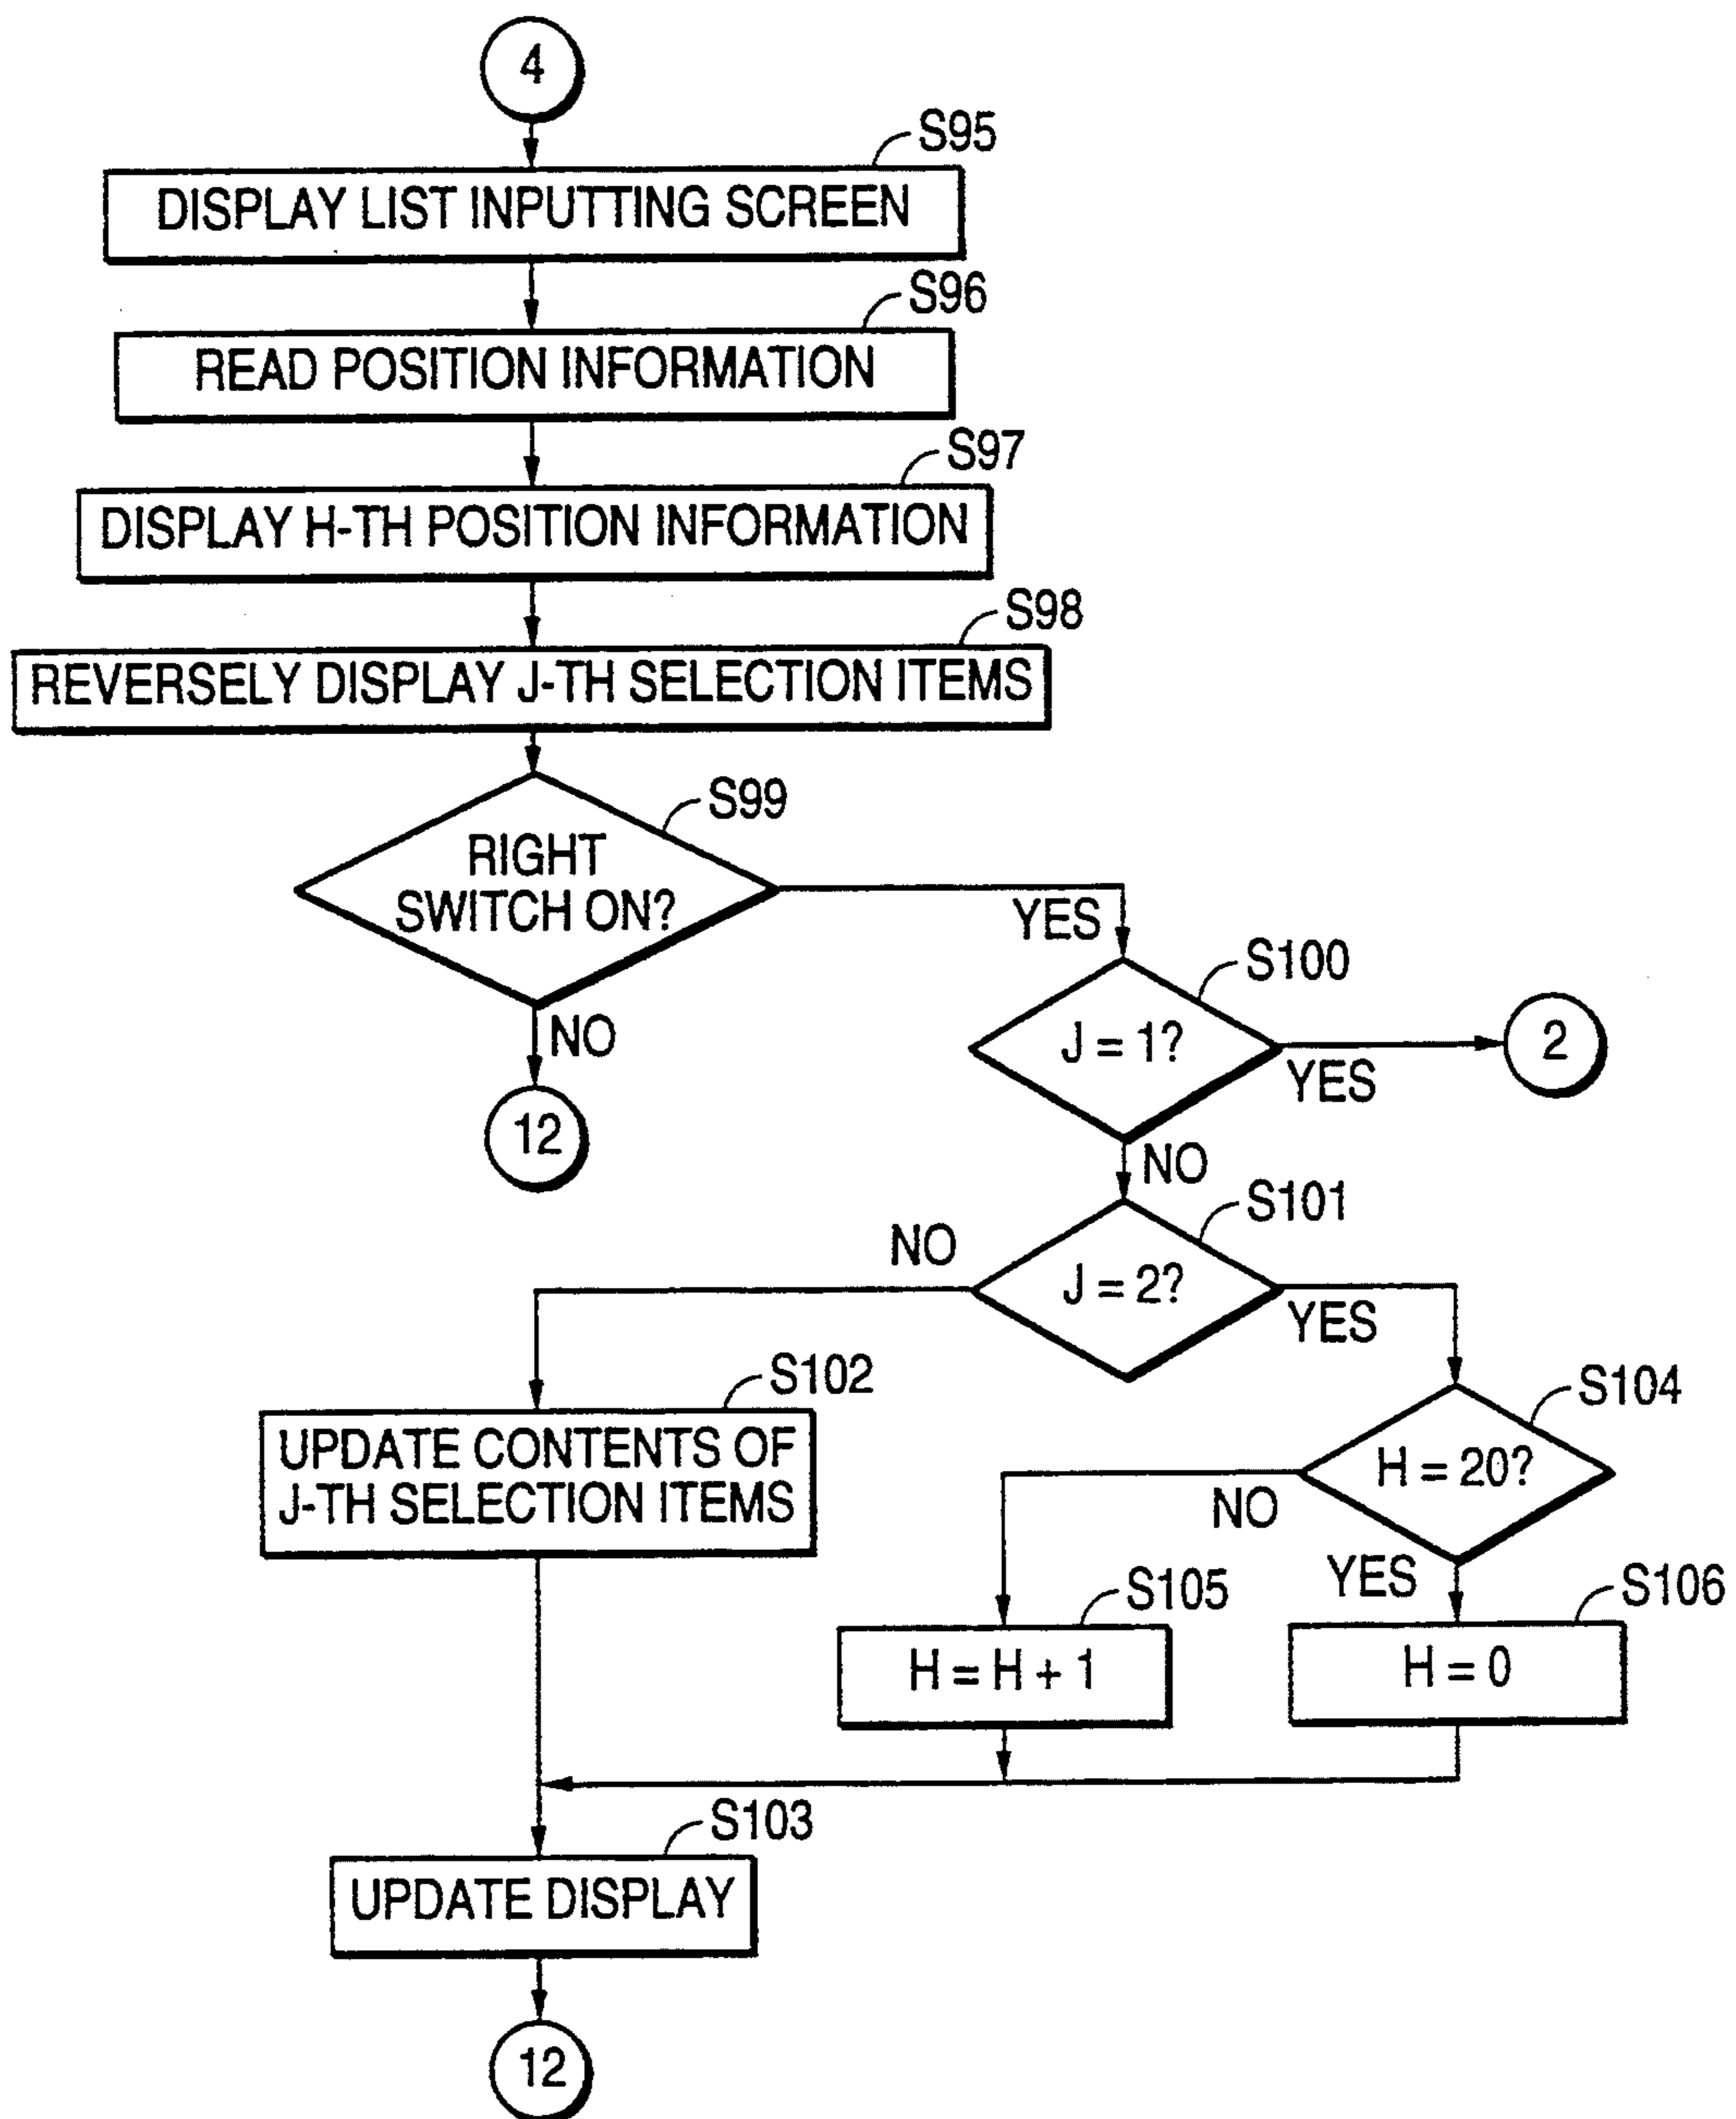 4
S95
DISPLAY LIST INPUTTING SCREEN
S96
READ POSITION INFORMATION
S97
DISPLAY H-TH POSITION INFORMATION
S98
REVERSELY DISPLAY J-TH SELECTION ITEMS
S99
RIGHT
SWITCH ON?
YES
NO
12
S100
J = 1?
YES
2
NO
S101
J = 2?
NO
YES
S102
UPDATE CONTENTS OF
J-TH SELECTION ITEMS
S104
H = 20?
NO
YES
S105
H = H + 1
S106
H = 0
S103
UPDATE DISPLAY
12